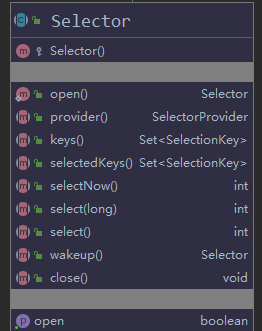 Selector
Selector()
open() Selector
provider() SelectorProvider
keys() Set<SelectionKey>
selectedKeys() Set<SelectionKey>
selectNow() int
select(long) int
select() int
wakeup() Selector
close() void
open boolean